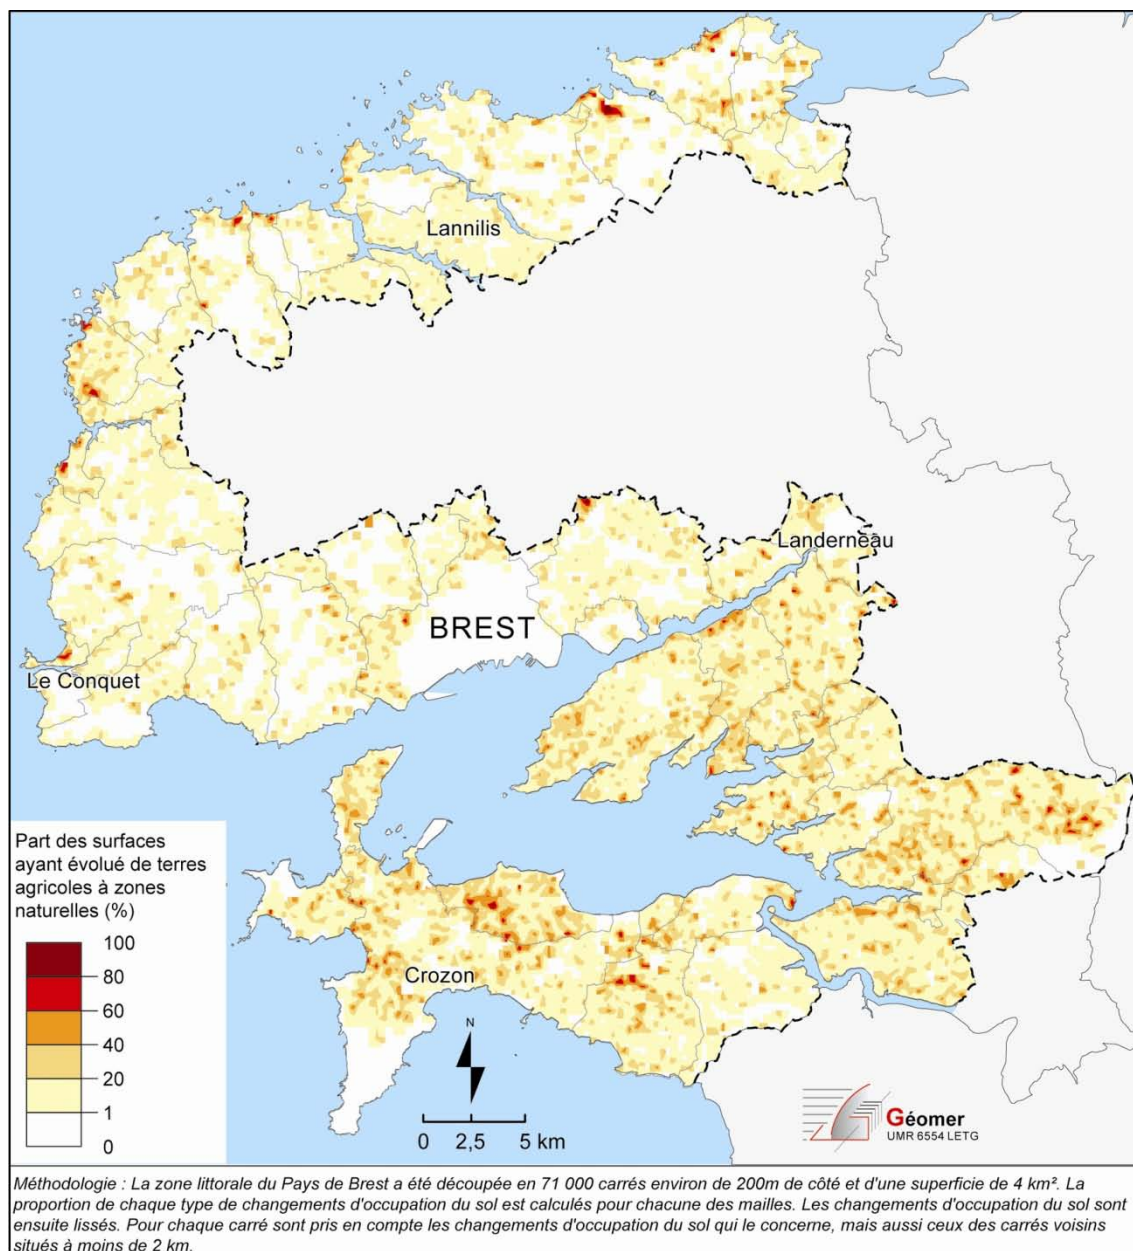 Lannilis
Landerneau
BREST
Le Conquet
Crozon
Part des surfaces
ayant évolué de terres
agricoles à zones
naturelles (%)
100
80
60
40
20
1
0
N
0 2,5 5 km
Géomer
UMR 6554 LETG
Méthodologie : La zone littorale du Pays de Brest a été découpée en 71 000 carrés environ de 200m de côté et d'une superficie de 4 km². La
proportion de chaque type de changements d'occupation du sol est calculés pour chacune des mailles. Les changements d'occupation du sol sont
ensuite lissés. Pour chaque carré sont pris en compte les changements d'occupation du sol qui le concerne, mais aussi ceux des carrés voisins
situés à moins de 2 km.